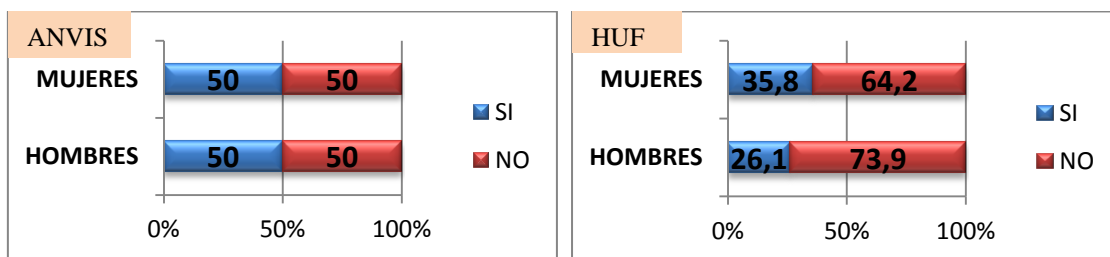 ANVIS
MUJERES 50 50
SI
HOMBRES 50 50
NO
0% 50% 100%
HUF
MUJERES 35,8 64,2
SI
HOMBRES 26,1 73,9
NO
0% 50% 100%